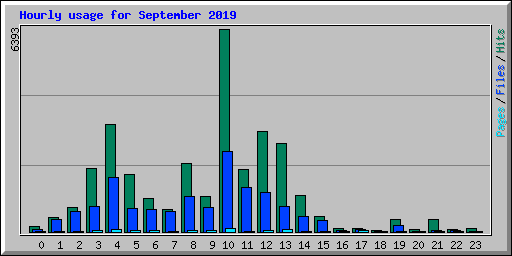 Hourly usage for September 2019
6393
Pages/Files/Hits
0 1 2 3 4 5 6 7 8 9 10 11 12 13 14 15 16 17 18 19 20 21 22 23